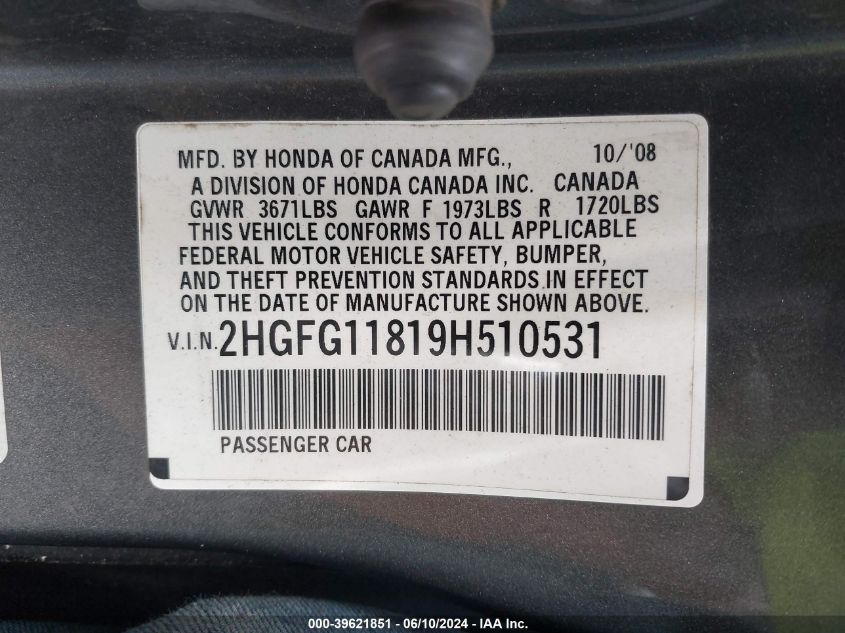 MFD. BY HONDA OF CANADA MFG., 10/'08
A DIVISION OF HONDA CANADA INC. CANADA
GVWR 3671LBS GAWR F 1973LBS R 1720LBS
THIS VEHICLE CONFORMS TO ALL APPLICABLE
FEDERAL MOTOR VEHICLE SAFETY, BUMPER,
AND THEFT PREVENTION STANDARDS IN EFFECT
ON THE DATE OF MANUFACTURE SHOWN ABOVE.
V.I.N. 2HGFG11819H510531
PASSENGER CAR
000-39621851 - 06/10/2024 - IAA Inc.